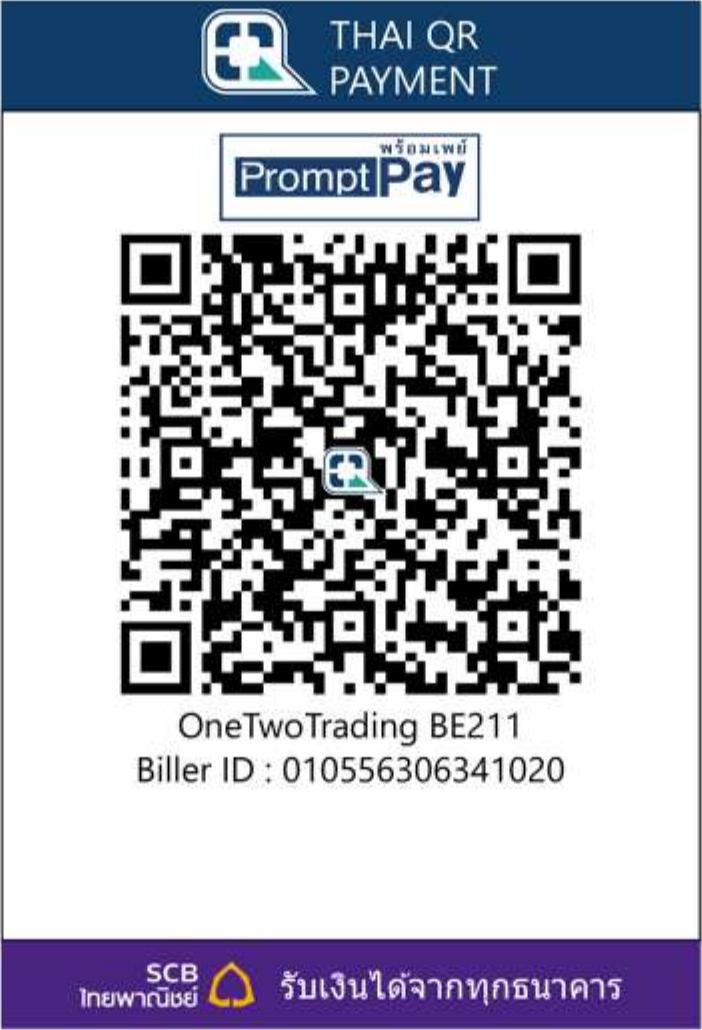 THAI QR
PAYMENT
พร้อมเพย์
PromptPay
OneTwoTrading BE211
Biller ID : 010556306341020
SCB
ไทยพาณิชย์
รับเงินได้จากทุกธนาคาร